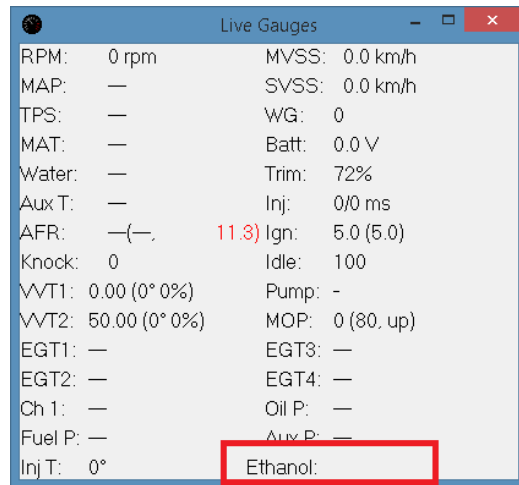 Live Gauges
RPM: 0 rpm MVSS: 0.0 km/h
MAP: — SVSS: 0.0 km/h
TPS: — WG: 0
MAT: — Batt: 0.0 V
Water: — Trim: 72%
Aux T: — Inj: 0/0 ms
AFR: —(—, 11.3) Ign: 5.0 (5.0)
Knock: 0 Idle: 100
VVT1: 0.00 (0° 0%) Pump: -
VVT2: 50.00 (0° 0%) MOP: 0 (80, up)
EGT1: — EGT3: —
EGT2: — EGT4: —
Ch 1: — Oil P: —
Fuel P: — Aux P: —
Inj T: 0° Ethanol: